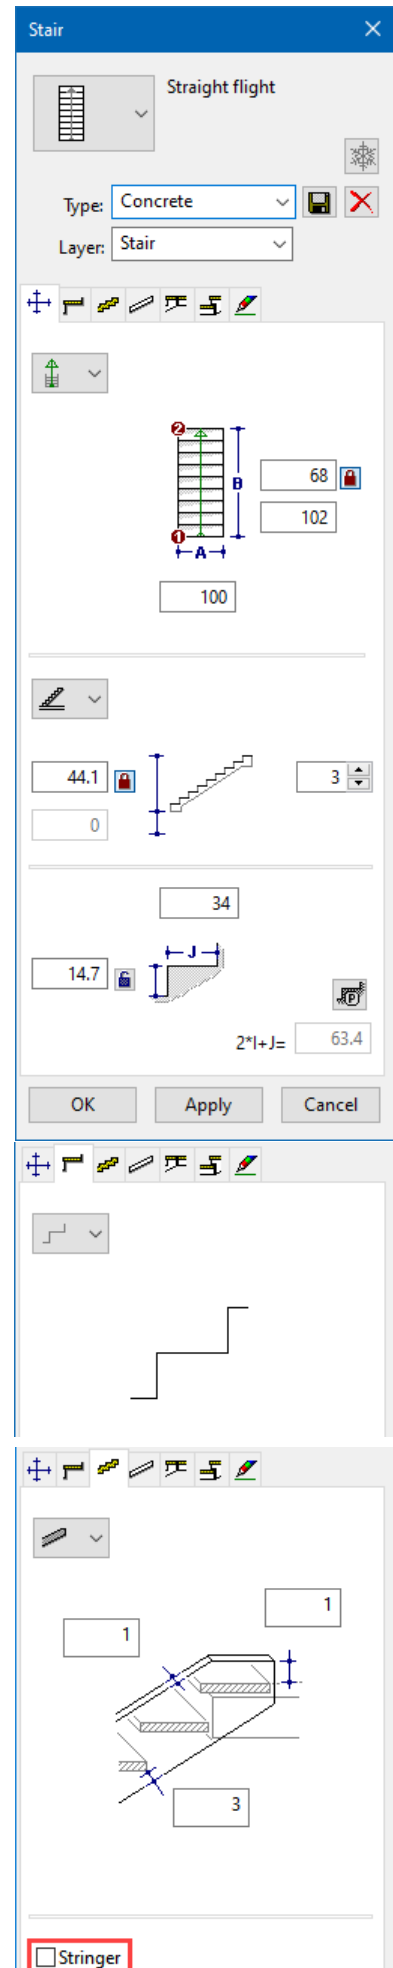 Stair
Straight flight
Type: Concrete
Layer: Stair
2
68
B
102
1
A
100
44.1
3
0
34
J
14.7
P
2*I+J= 63.4
OK Apply Cancel
1
1
3
Stringer